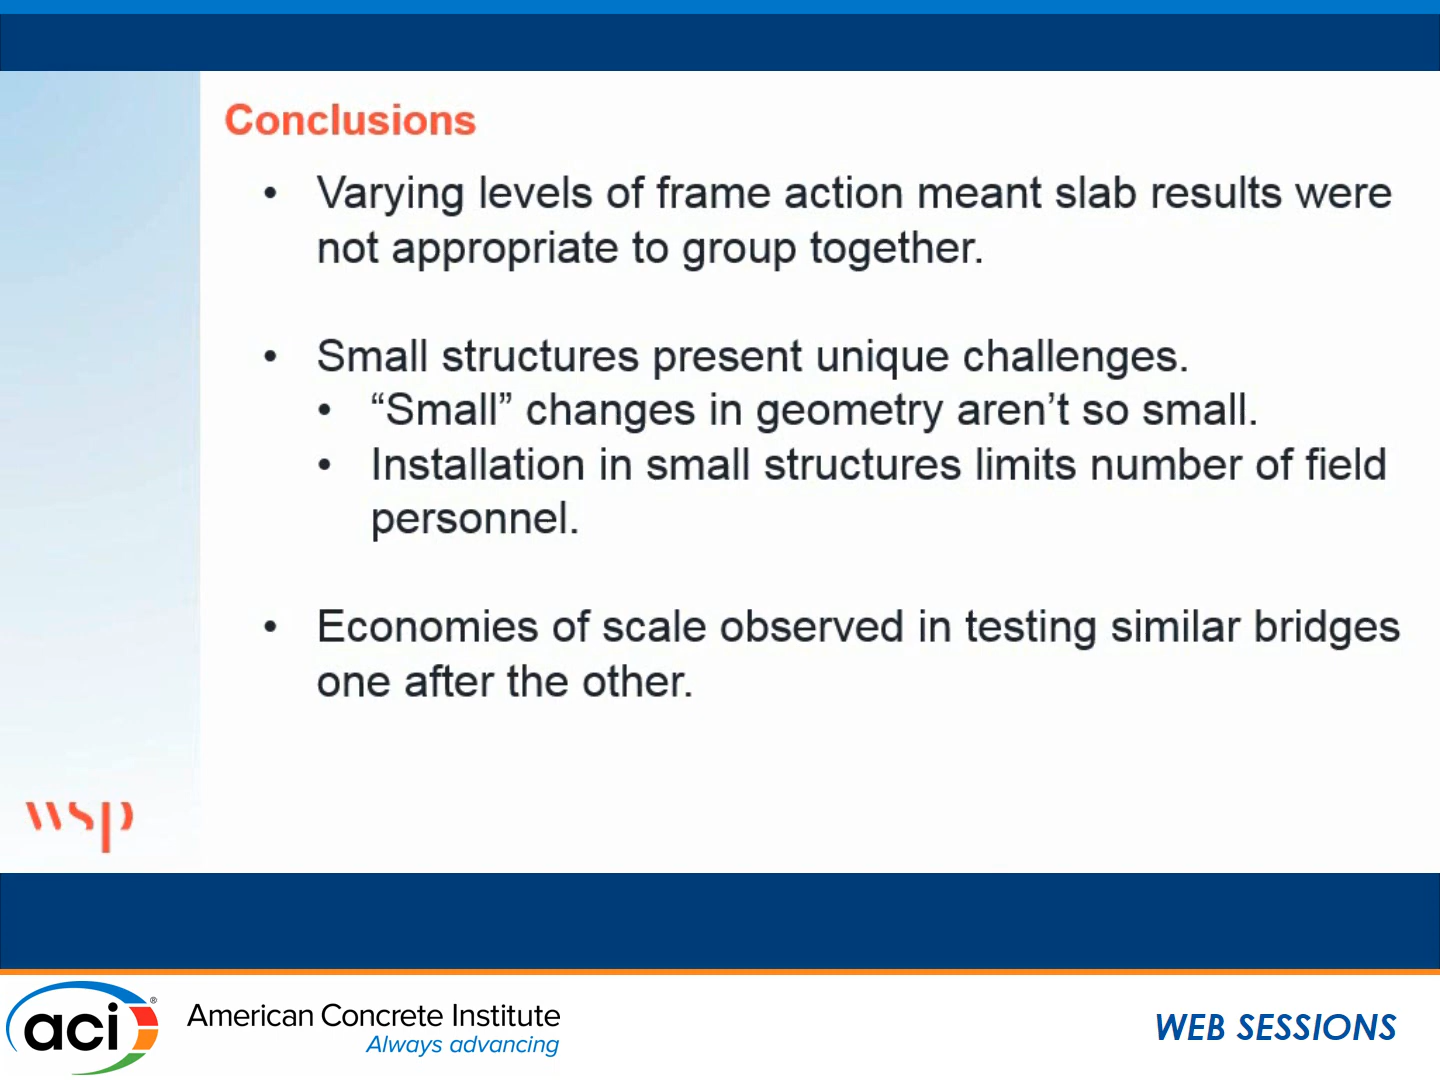 Conclusions
• Varying levels of frame action meant slab results were
not appropriate to group together.
• Small structures present unique challenges.
• “Small” changes in geometry aren’t so small.
• Installation in small structures limits number of field
personnel.
• Economies of scale observed in testing similar bridges
one after the other.
wsp
aci®
American Concrete Institute
Always advancing
WEB SESSIONS